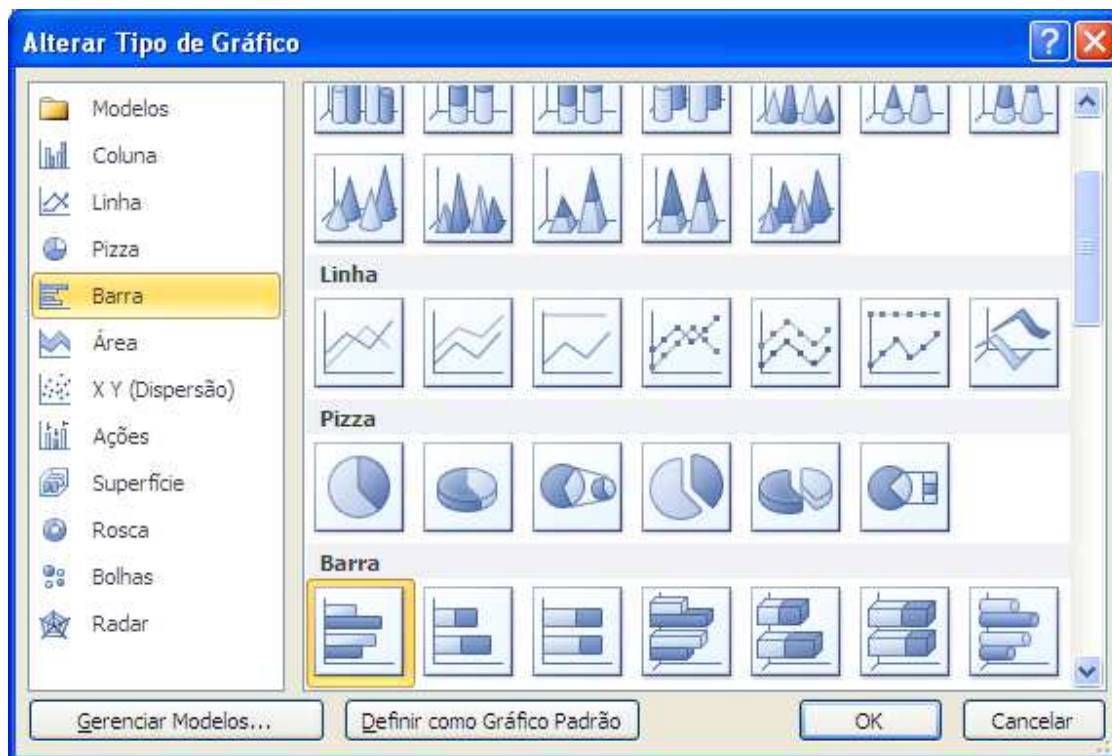 Alterar Tipo de Gráfico
?
Modelos
Coluna
Linha
Pizza
Barra
Área
X Y (Dispersão)
Ações
Superfície
Rosca
Bolhas
Radar
Linha
Pizza
Barra
Gerenciar Modelos...
Definir como Gráfico Padrão
OK
Cancelar